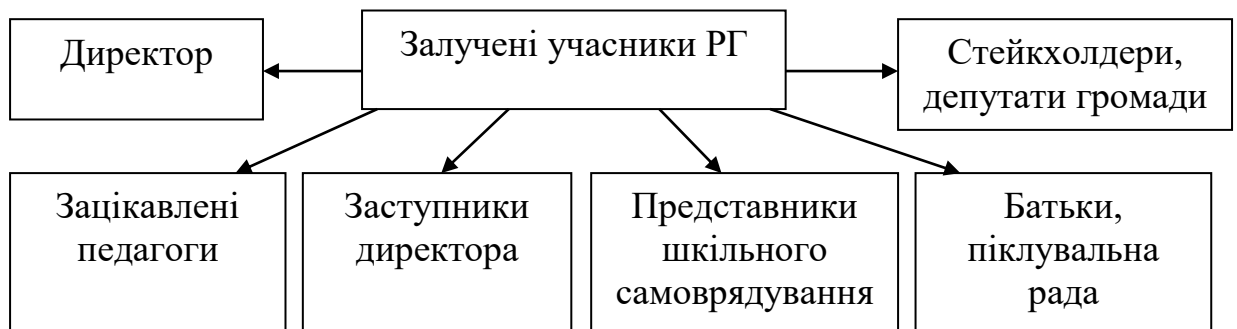 Директор
Залучені учасники РГ
Стейкхолдери,
депутати громади
Зацікавлені
педагоги
Заступники
директора
Представники
шкільного
самоврядування
Батьки,
піклувальна
рада